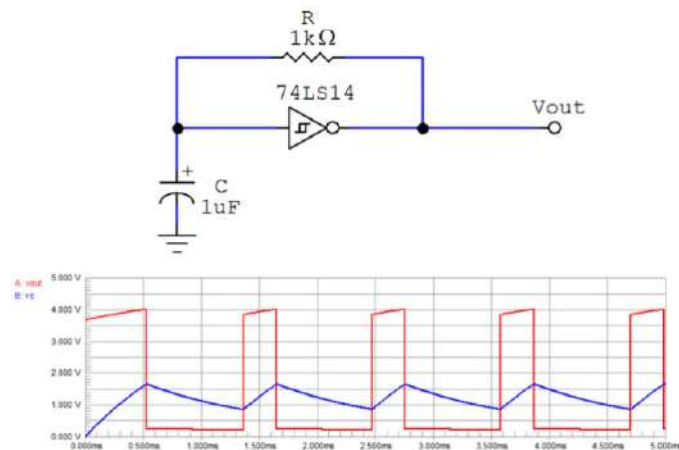 R
1kΩ
74LS14
Vout
+
C
1uF
A: vout
B: vc
5.000 V
4.000 V
3.000 V
2.000 V
1.000 V
0.000 V
0.000ms 0.500ms 1.000ms 1.500ms 2.000ms 2.500ms 3.000ms 3.500ms 4.000ms 4.500ms 5.000ms